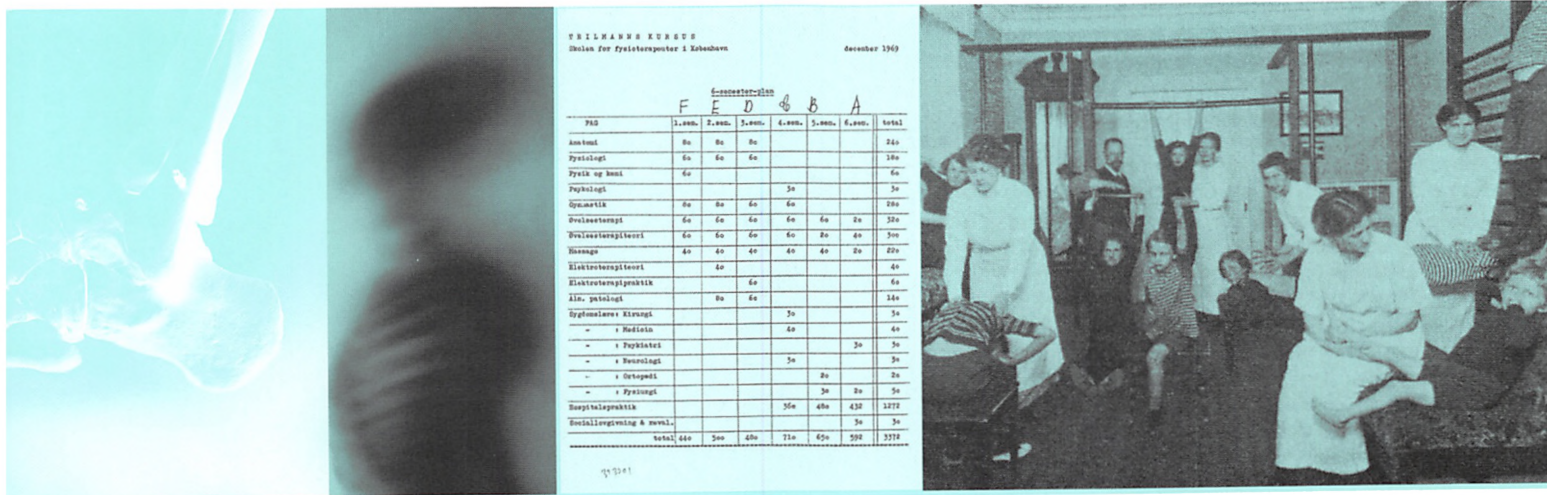 TEILMANNS KURSUS
Skolen for fysioterapeuter i København december 1969
6-semester-plan
F E D C B A
FAG 1.sem. 2.sem. 3.sem. 4.sem. 5.sem. 6.sem. total
Anatomi 80 80 80 240
Fysiologi 60 60 60 180
Fysik og kemi 60 60
Psykologi 30 30
Gymnastik 80 80 60 60 280
Øvelsesterapi 60 60 60 60 60 20 320
Øvelsesterapiteori 60 60 60 60 20 40 300
Massage 40 40 40 40 40 20 220
Elektroterapiteori 40 40
Elektroterapipraktik 60 60
Alm. patologi 80 60 140
Sygdomslære: Kirurgi 30 30
- : Medicin 40 40
- : Psykiatri 30 30
- : Neurologi 30 30
- : Ortopædi 20 20
- : Fysiurgi 30 20 50
Hospitalspraktik 360 480 432 1272
Sociallovgivning & 30 30
total 440 500 480 710 650 592 3372